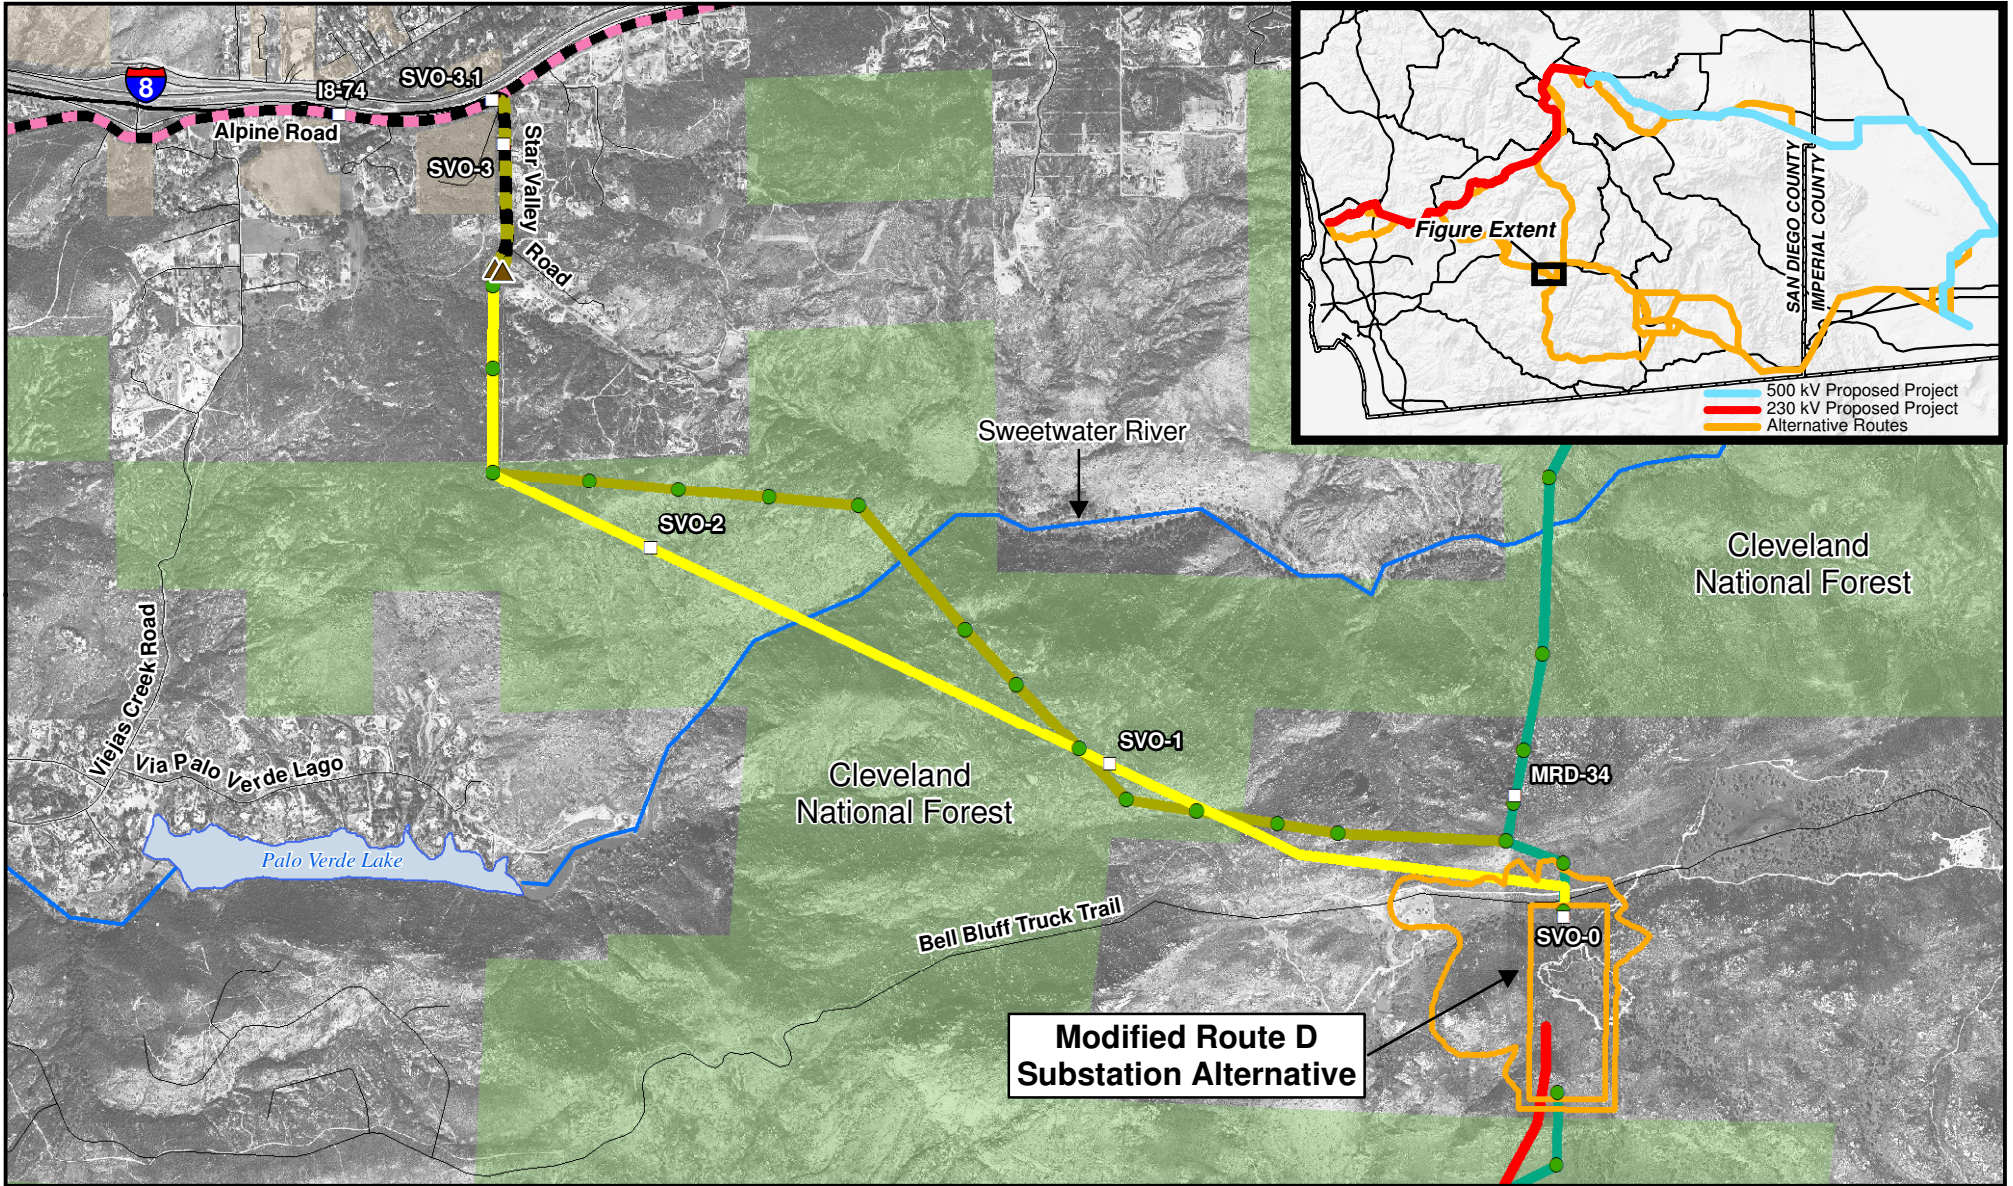 8
I8-74
SVO-3.1
Alpine Road
SVO-3
Star Valley
Road
Figure Extent
SAN DIEGO COUNTY
IMPERIAL COUNTY
500 kV Proposed Project
230 kV Proposed Project
Alternative Routes
Sweetwater River
SVO-2
Cleveland
National Forest
Viejas Creek Road
Via Palo Verde Lago
SVO-1
MRD-34
Cleveland
National Forest
Palo Verde Lake
Bell Bluff Truck Trail
SVO-0
Modified Route D
Substation Alternative